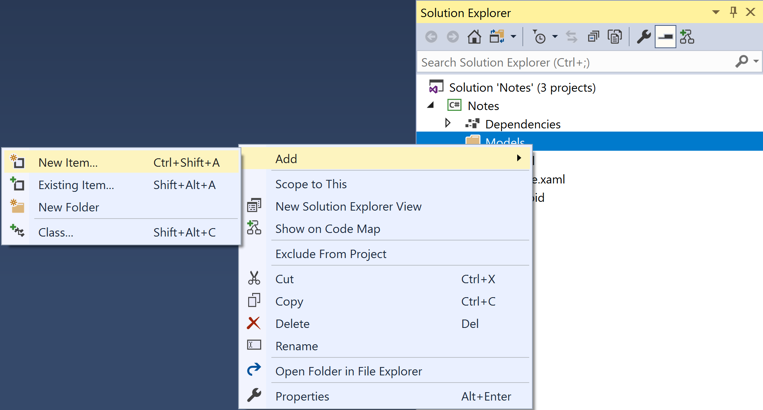 Solution Explorer
Search Solution Explorer (Ctrl+;)
Solution 'Notes' (3 projects)
C# Notes
Dependencies
Models
e.xaml
oid
Add
Scope to This
New Solution Explorer View
Show on Code Map
Exclude From Project
Cut Ctrl+X
Copy Ctrl+C
Delete Del
Rename
Open Folder in File Explorer
Properties Alt+Enter
New Item... Ctrl+Shift+A
Existing Item... Shift+Alt+A
New Folder
Class... Shift+Alt+C